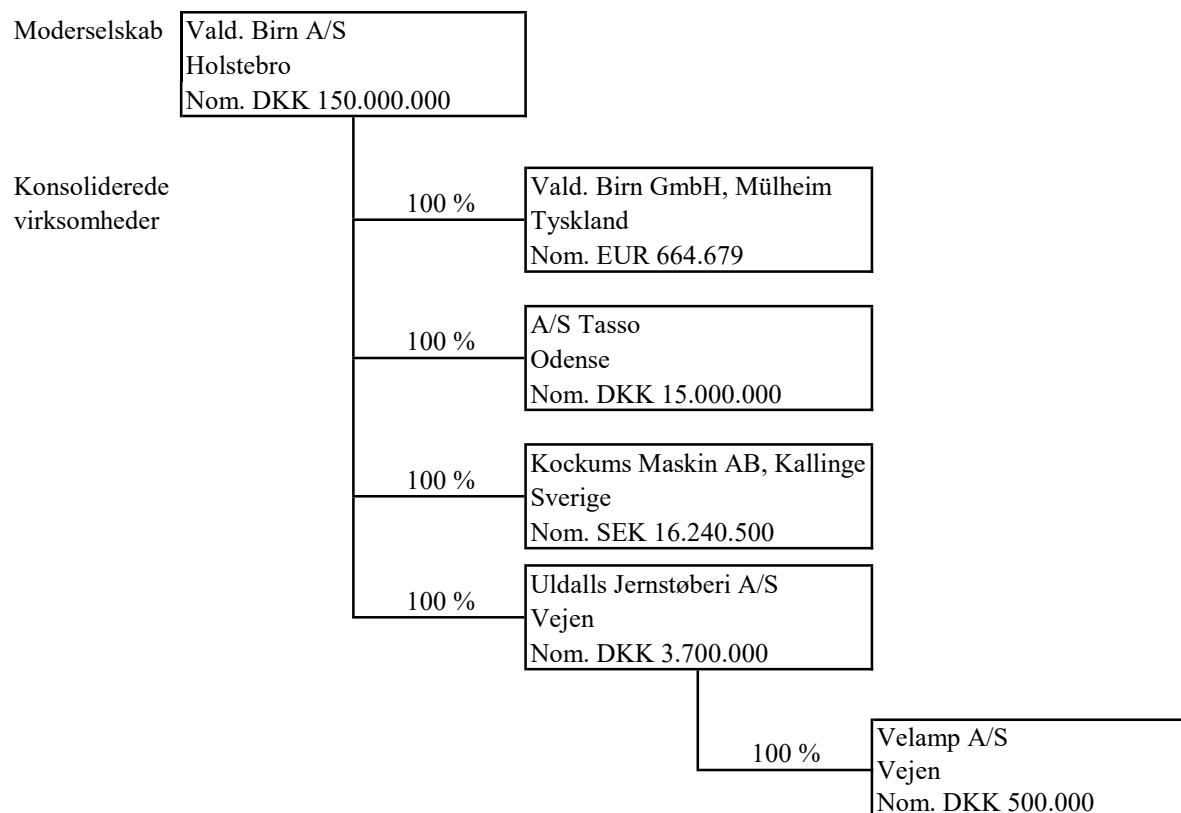 Moderselskab
Vald. Birn A/S
Holstebro
Nom. DKK 150.000.000
Konsoliderede
virksomheder
100 %
Vald. Birn GmbH, Mülheim
Tyskland
Nom. EUR 664.679
100 %
A/S Tasso
Odense
Nom. DKK 15.000.000
100 %
Kockums Maskin AB, Kallinge
Sverige
Nom. SEK 16.240.500
100 %
Uldalls Jernstøberi A/S
Vejen
Nom. DKK 3.700.000
100 %
Velamp A/S
Vejen
Nom. DKK 500.000